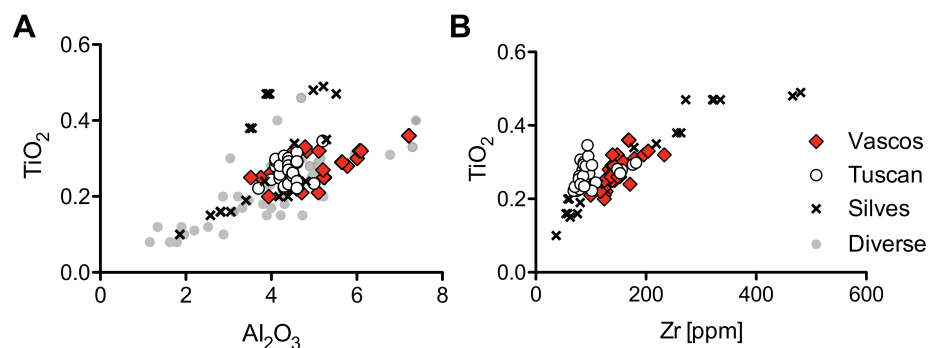 A
TiO₂
0.6
0.4
0.2
0.0
0 2 4 6 8
Al₂O₃
B
TiO₂
0.6
0.4
0.2
0.0
0 200 400 600
Zr [ppm]
Vascos
Tuscan
Silves
Diverse